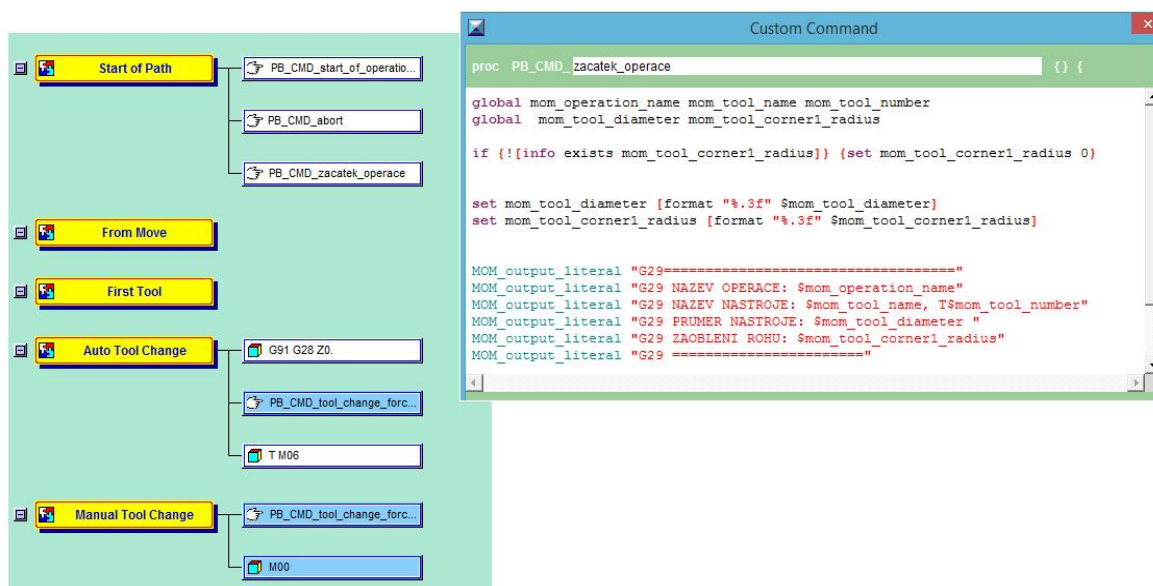 Start of Path
PB_CMD_start_of_operatio...
PB_CMD_abort
PB_CMD_zacatek_operace
From Move
First Tool
Auto Tool Change
G91 G28 Z0.
PB_CMD_tool_change_forc...
T M06
Manual Tool Change
PB_CMD_tool_change_forc...
M00
Custom Command
proc PB_CMD_ zacatek_operace {} {
global mom_operation_name mom_tool_name mom_tool_number
global  mom_tool_diameter mom_tool_corner1_radius
if {![info exists mom_tool_corner1_radius]} {set mom_tool_corner1_radius 0}
set mom_tool_diameter [format "%.3f" $mom_tool_diameter]
set mom_tool_corner1_radius [format "%.3f" $mom_tool_corner1_radius]
MOM_output_literal "G29==================================="
MOM_output_literal "G29 NAZEV OPERACE: $mom_operation_name"
MOM_output_literal "G29 NAZEV NASTROJE: $mom_tool_name, T$mom_tool_number"
MOM_output_literal "G29 PRUMER NASTROJE: $mom_tool_diameter "
MOM_output_literal "G29 ZAOBLENI ROHU: $mom_tool_corner1_radius"
MOM_output_literal "G29 ======================="